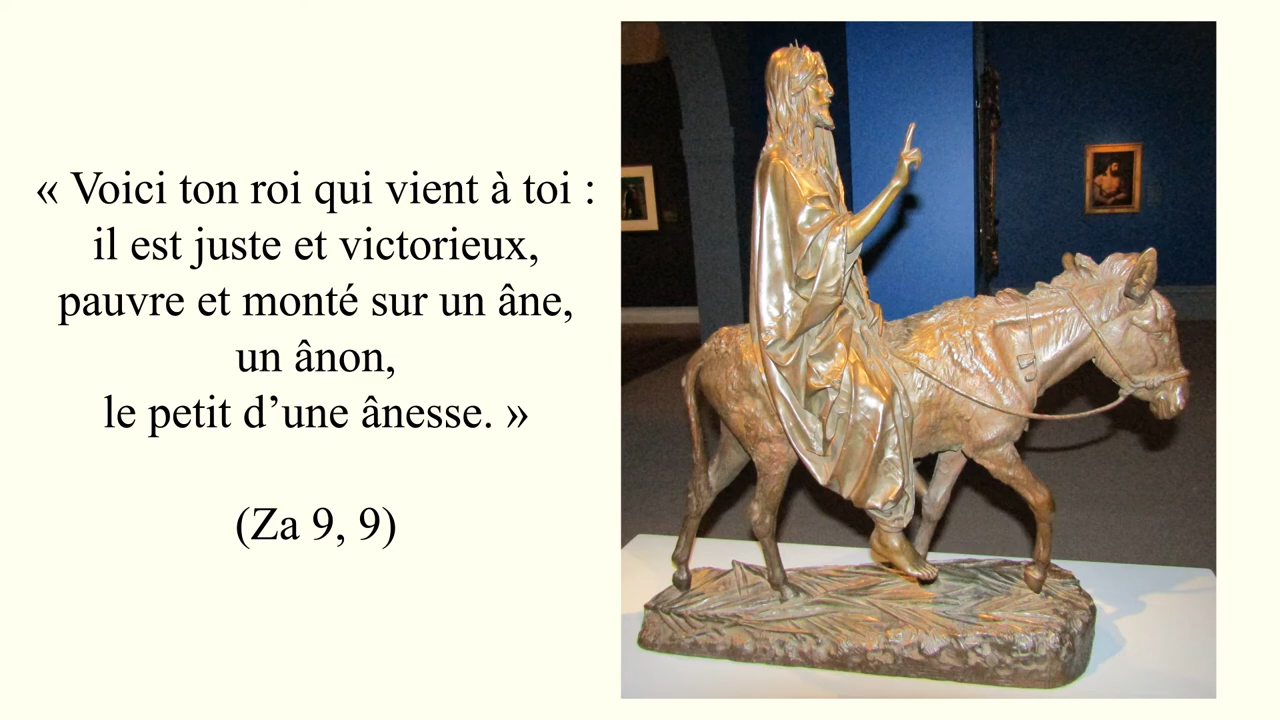 « Voici ton roi qui vient à toi :
il est juste et victorieux,
pauvre et monté sur un âne,
un ânon,
le petit d’une ânesse. »
(Za 9, 9)